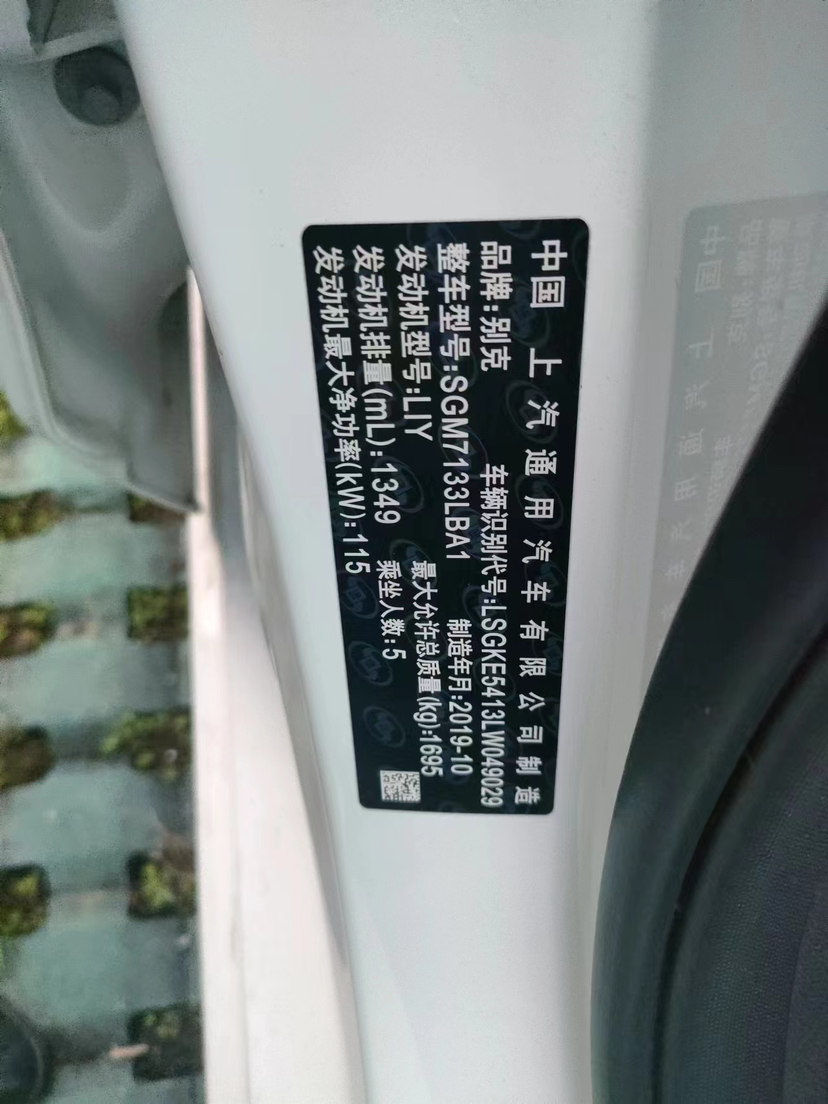 中国 上汽通用汽车有限公司制造
品牌:别克 车辆识别代号:LSGKE5413LW049029
整车型号:SGM7133LBA1 制造年月:2019-10
发动机型号:LIY 最大允许总质量(kg):1695
发动机排量(mL):1349 乘坐人数:5
发动机最大净功率(kW):115